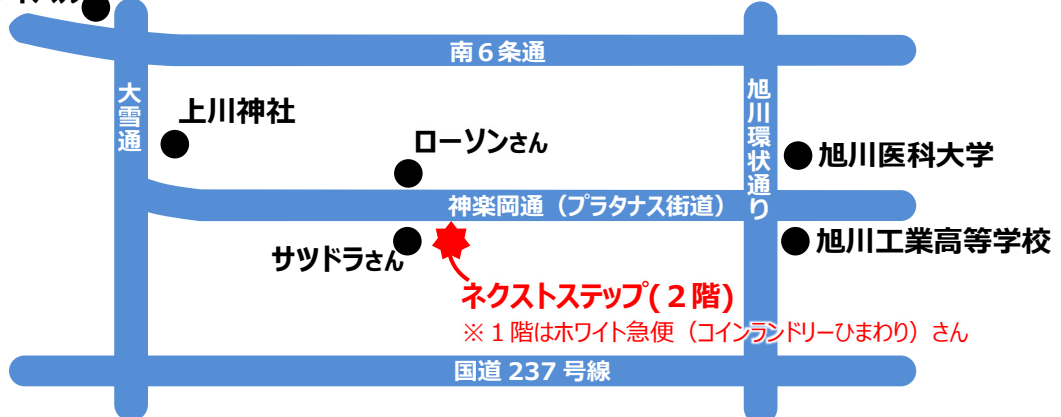 南６条通
大雪通
旭川環状通り
上川神社
ローソンさん
旭川医科大学
神楽岡通（プラタナス街道）
旭川工業高等学校
サツドラさん
ネクストステップ(２階)
※１階はホワイト急便（コインランドリーひまわり）さん
国道 237 号線